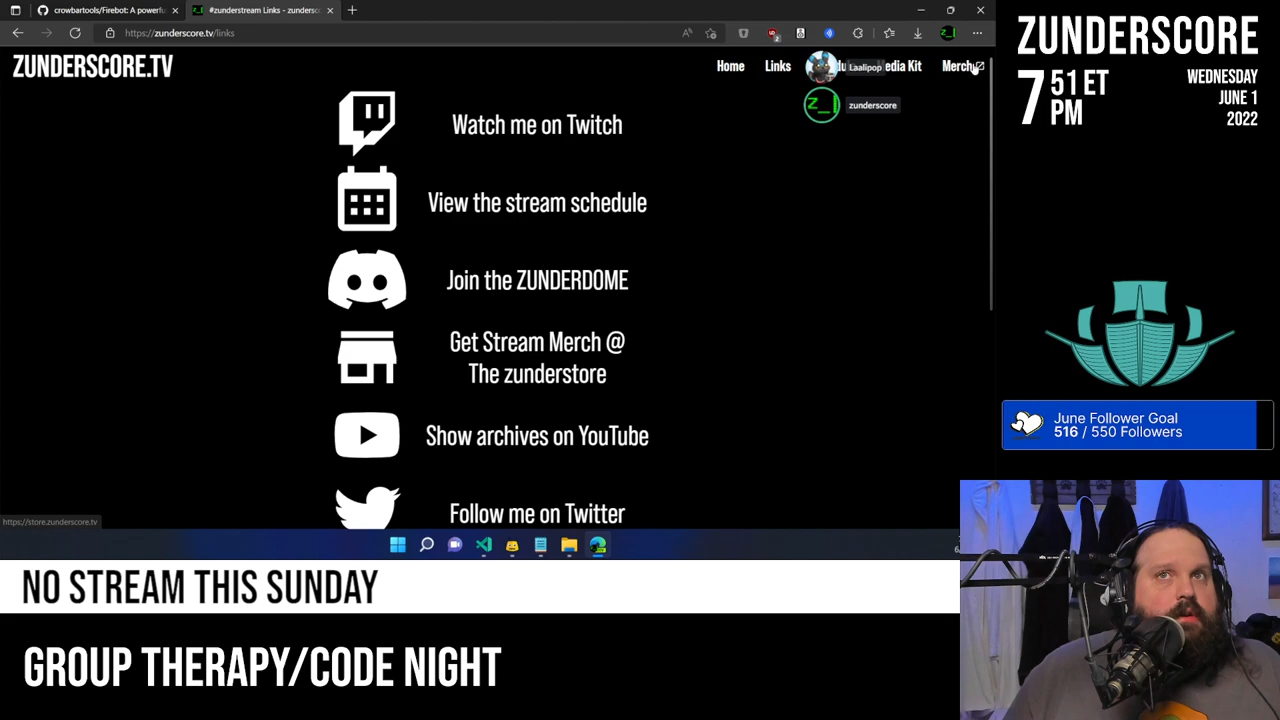 crowbartools/Firebot: A powerfu
#zunderstream Links - zundersc
https://zunderscore.tv/links
ZUNDERSCORE.TV
Home
Links
edia Kit
Merch
Laalipop
z_
zunderscore
Watch me on Twitch
View the stream schedule
Join the ZUNDERDOME
Get Stream Merch @
The zunderstore
Show archives on YouTube
Follow me on Twitter
https://store.zunderscore.tv
ZUNDERSCORE
7 51 ET
PM
WEDNESDAY
JUNE 1
2022
June Follower Goal
516 / 550 Followers
NO STREAM THIS SUNDAY
GROUP THERAPY/CODE NIGHT